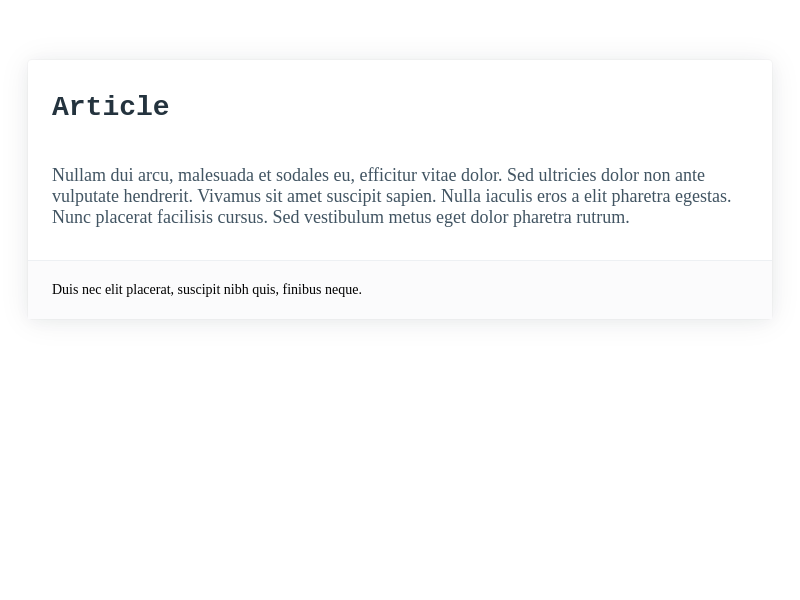 Article
Nullam dui arcu, malesuada et sodales eu, efficitur vitae dolor. Sed ultricies dolor non ante
vulputate hendrerit. Vivamus sit amet suscipit sapien. Nulla iaculis eros a elit pharetra egestas.
Nunc placerat facilisis cursus. Sed vestibulum metus eget dolor pharetra rutrum.
Duis nec elit placerat, suscipit nibh quis, finibus neque.